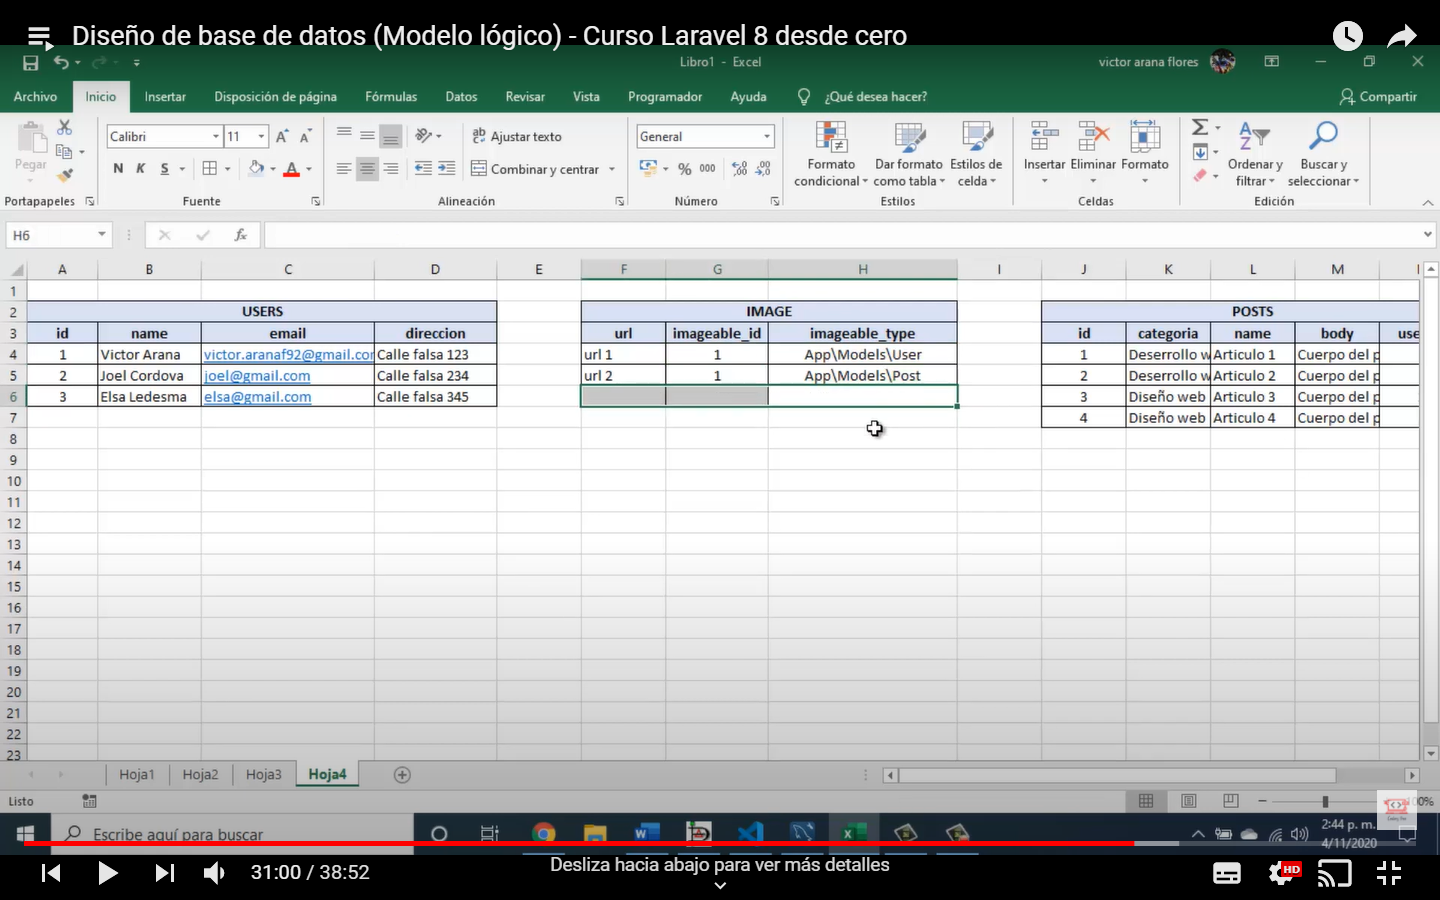 Diseño de base de datos (Modelo lógico) - Curso Laravel 8 desde cero
Libro1 - Excel
victor arana flores
Archivo Inicio Insertar Disposición de página Fórmulas Datos Revisar Vista Programador Ayuda ¿Qué desea hacer? Compartir
Pegar
Calibri 11
Ajustar texto
General
N K S
Combinar y centrar
% 000
Formato condicional
Dar formato como tabla
Estilos de celda
Insertar Eliminar Formato
Ordenar y filtrar
Buscar y seleccionar
Portapapeles Fuente Alineación Número Estilos Celdas Edición
H6 fx
A B C D E F G H I J K L M
1
2 USERS IMAGE POSTS
3 id name email direccion url imageable_id imageable_type id categoria name body use
4 1 Victor Arana victor.aranaf92@gmail.com Calle falsa 123 url 1 1 App\Models\User 1 Deserrollo w Articulo 1 Cuerpo del p
5 2 Joel Cordova joel@gmail.com Calle falsa 234 url 2 1 App\Models\Post 2 Deserrollo w Articulo 2 Cuerpo del p
6 3 Elsa Ledesma elsa@gmail.com Calle falsa 345 3 Diseño web Articulo 3 Cuerpo del p
7 4 Diseño web Articulo 4 Cuerpo del p
8
9
10
11
12
13
14
15
16
17
18
19
20
21
22
23
Hoja1 Hoja2 Hoja3 Hoja4
Listo
Escribe aquí para buscar
2:44 p. m.
4/11/2020
31:00 / 38:52
Desliza hacia abajo para ver más detalles
HD